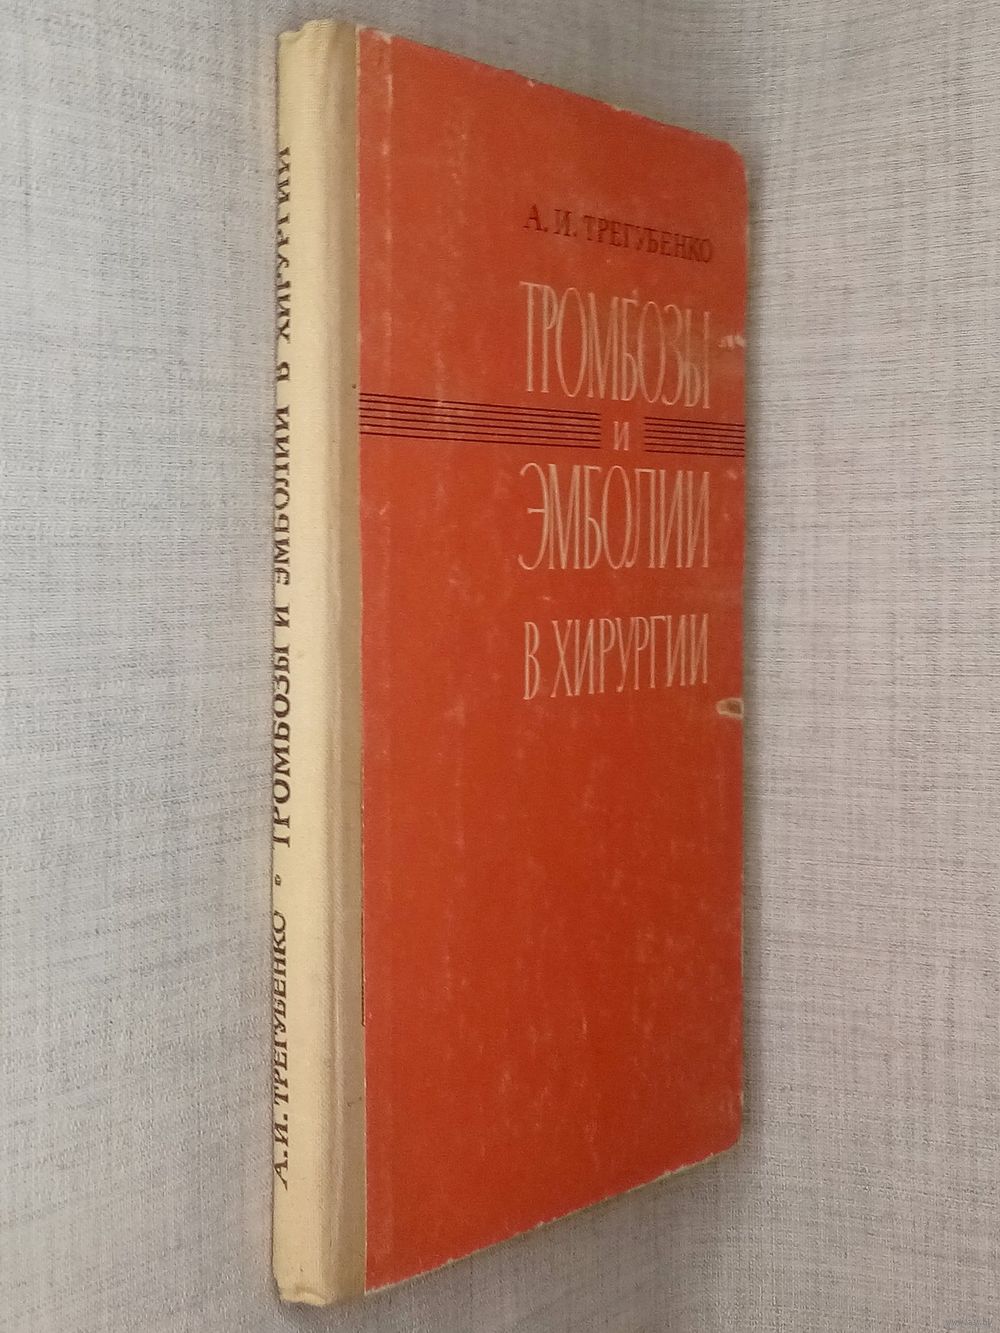 А. И. ТРЕГУБЕНКО
ТРОМБОЗЫ
И
ЭМБОЛИИ
В ХИРУРГИИ
А. И. ТРЕГУБЕНКО • ТРОМБОЗЫ И ЭМБОЛИИ В ХИРУРГИИ